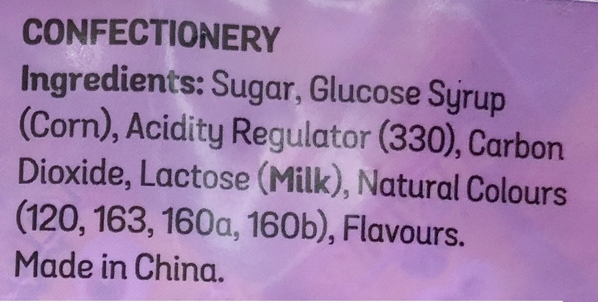 CONFECTIONERY
Ingredients: Sugar, Glucose Syrup
(Corn), Acidity Regulator (330), Carbon
Dioxide, Lactose (Milk), Natural Colours
(120, 163, 160a, 160b), Flavours.
Made in China.